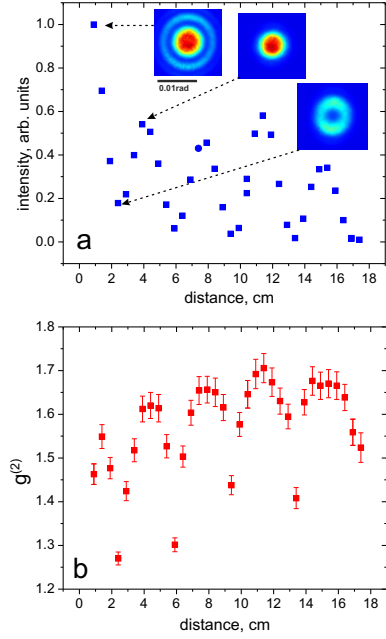 1.0
0.8
0.6
0.4
0.2
0.0
intensity, arb. units
0.01rad
a
0 2 4 6 8 10 12 14 16 18
distance, cm
1.8
1.7
1.6
1.5
1.4
1.3
1.2
g(2)
b
0 2 4 6 8 10 12 14 16 18
distance, cm